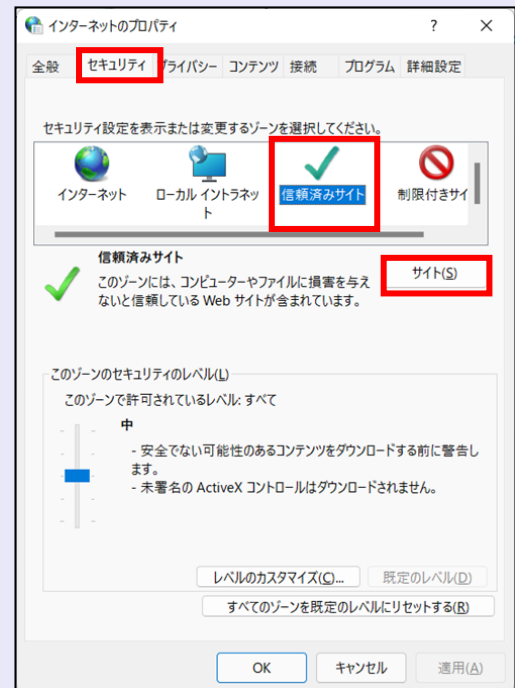 インターネットのプロパティ
?
×
全般 セキュリティ プライバシー コンテンツ 接続 プログラム 詳細設定
セキュリティ設定を表示または変更するゾーンを選択してください。
インターネット
ローカル イントラネッ
ト
信頼済みサイト
制限付きサイ
信頼済みサイト
このゾーンには、コンピューターやファイルに損害を与え
ないと信頼している Web サイトが含まれています。
サイト(S)
このゾーンのセキュリティのレベル(L)
このゾーンで許可されているレベル: すべて
中
- 安全でない可能性のあるコンテンツをダウンロードする前に警告し
ます。
- 未署名の ActiveX コントロールはダウンロードされません。
レベルのカスタマイズ(C)...
既定のレベル(D)
すべてのゾーンを既定のレベルにリセットする(R)
OK
キャンセル
適用(A)